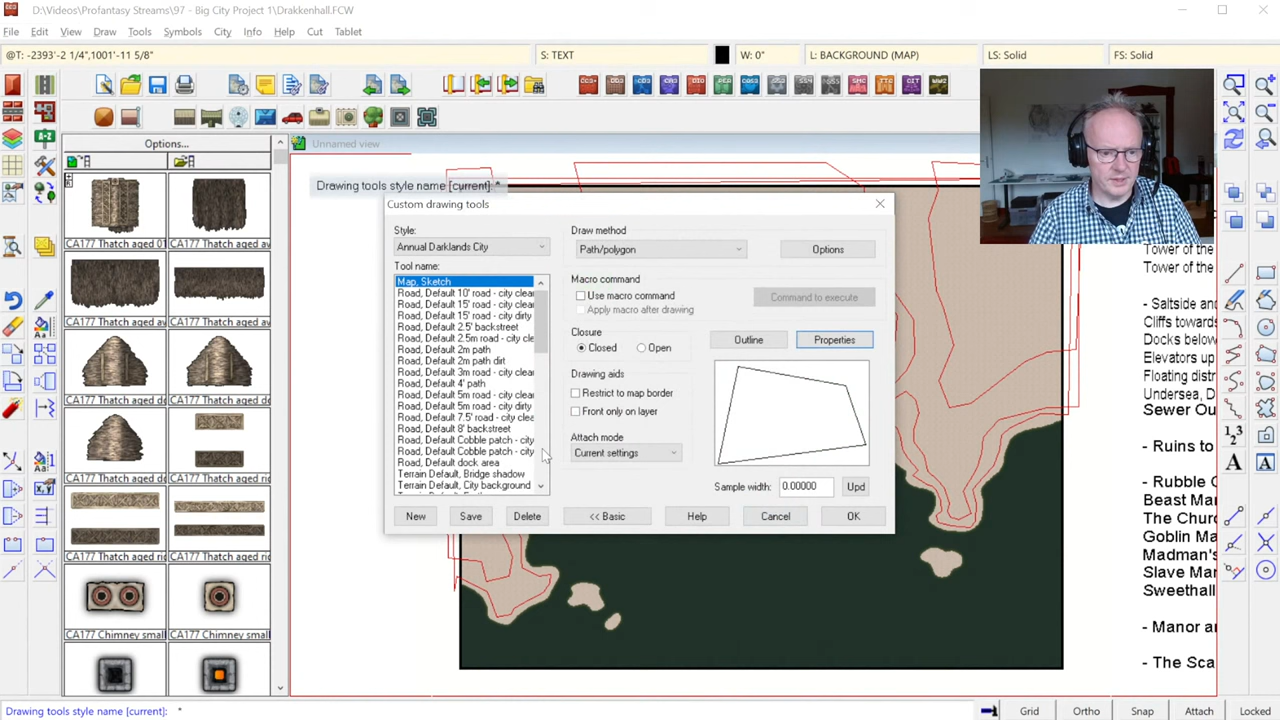 D:\Videos\Profantasy Streams\97 - Big City Project 1\Drakkenhall.FCW
File Edit View Draw Tools Symbols City Info Help Cut Tablet
@T: -2393'-2 1/4",1001'-11 5/8"
S: TEXT
W: 0"
L: BACKGROUND (MAP)
LS: Solid
FS: Solid
Options...
Unnamed view
CA177 Thatch aged 01
CA177 Thatch aged av
CA177 Thatch aged av
CA177 Thatch aged av
CA177 Thatch aged av
CA177 Thatch aged av
CA177 Thatch aged av
CA177 Thatch aged rid
CA177 Thatch aged rid
CA177 Thatch aged rid
CA177 Chimney small
CA177 Chimney small
Drawing tools style name [current]: *
Custom drawing tools
Style:
Annual Darklands City
Tool name:
Map, Sketch
Road, Default 10' road - city clea
Road, Default 15' road - city clea
Road, Default 15' road - city dirty
Road, Default 2.5' backstreet
Road, Default 2.5m road - city cle
Road, Default 2m path
Road, Default 2m path dirt
Road, Default 3m road - city clea
Road, Default 4' path
Road, Default 5m road - city clea
Road, Default 5m road - city dirty
Road, Default 7.5' road - city clea
Road, Default 8' backstreet
Road, Default Cobble patch - city
Road, Default Cobble patch - city
Road, Default dock area
Terrain Default, Bridge shadow
Terrain Default, City background
New
Save
Delete
Draw method
Path/polygon
Options
Macro command
Use macro command
Apply macro after drawing
Command to execute
Closure
Closed
Open
Outline
Properties
Drawing aids
Restrict to map border
Front only on layer
Attach mode
Current settings
Sample width:
0.00000
Upd
<< Basic
Help
Cancel
OK
Tower of the
Tower of the
- Saltside and
Cliffs towards
Docks below
Elevators up
Floating distr
Undersea, D
Sewer Ou
- Ruins to
- Rubble C
Beast Mar
The Churc
Goblin Ma
Madman's
Slave Mar
Sweethall
- Manor ar
- The Sca
Drawing tools style name [current]: *
Grid
Ortho
Snap
Attach
Locked